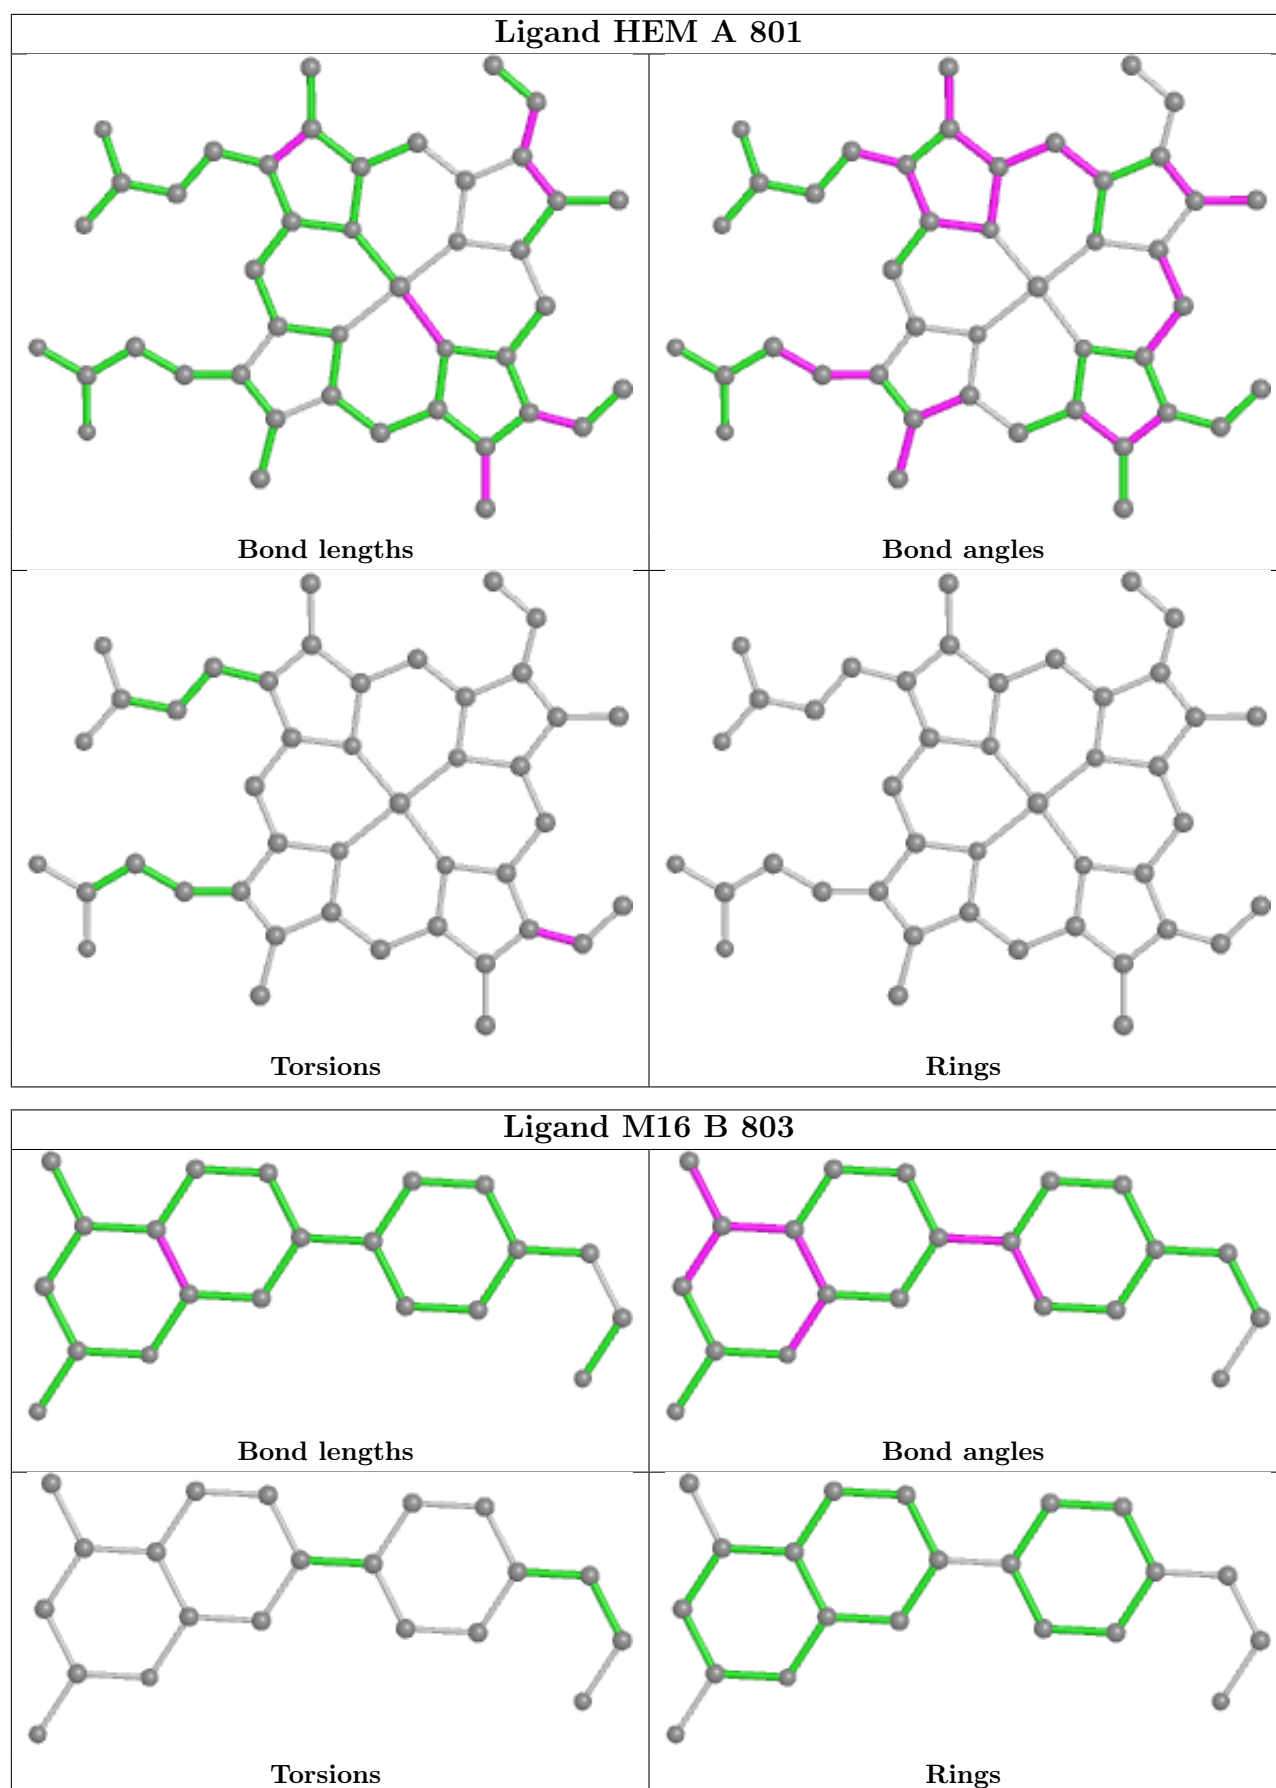 Ligand HEM A 801
Bond lengths
Bond angles
Torsions
Rings
Ligand M16 B 803
Bond lengths
Bond angles
Torsions
Rings